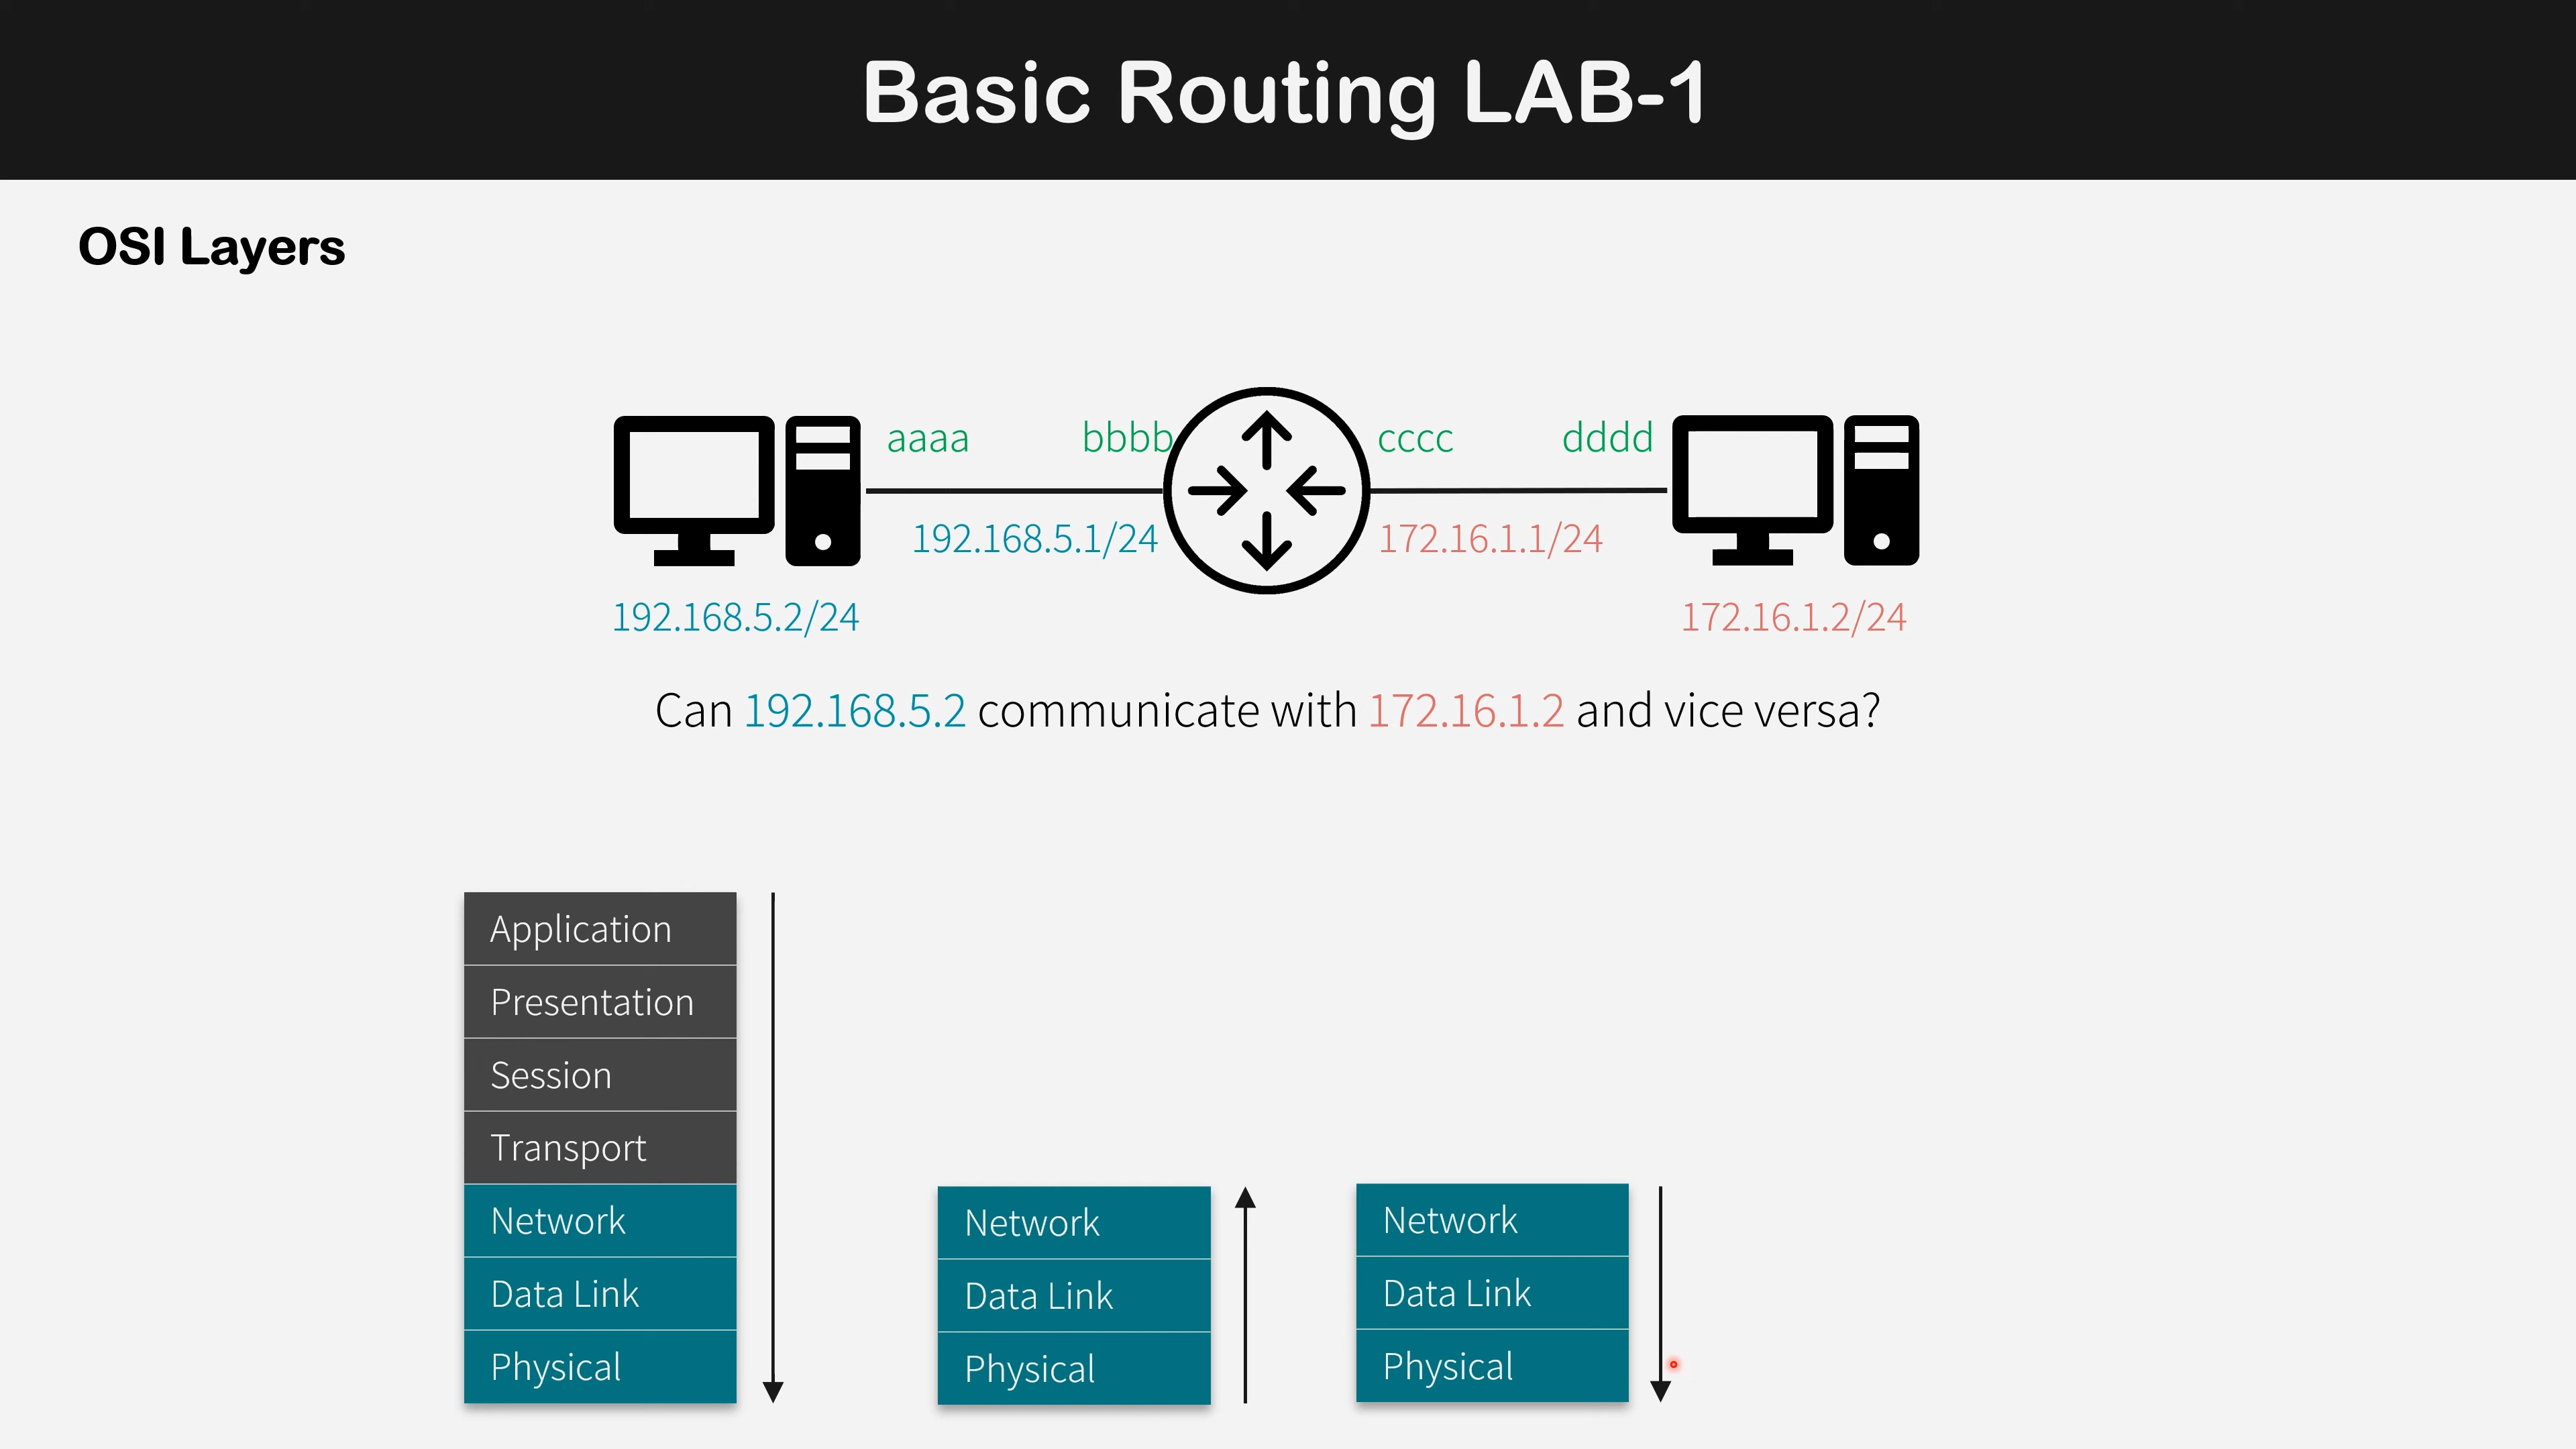 Basic Routing LAB-1
OSI Layers
aaaa
bbbb
cccc
dddd
192.168.5.1/24
172.16.1.1/24
192.168.5.2/24
172.16.1.2/24
Can 192.168.5.2 communicate with 172.16.1.2 and vice versa?
Application
Presentation
Session
Transport
Network
Data Link
Physical
Network
Data Link
Physical
Network
Data Link
Physical